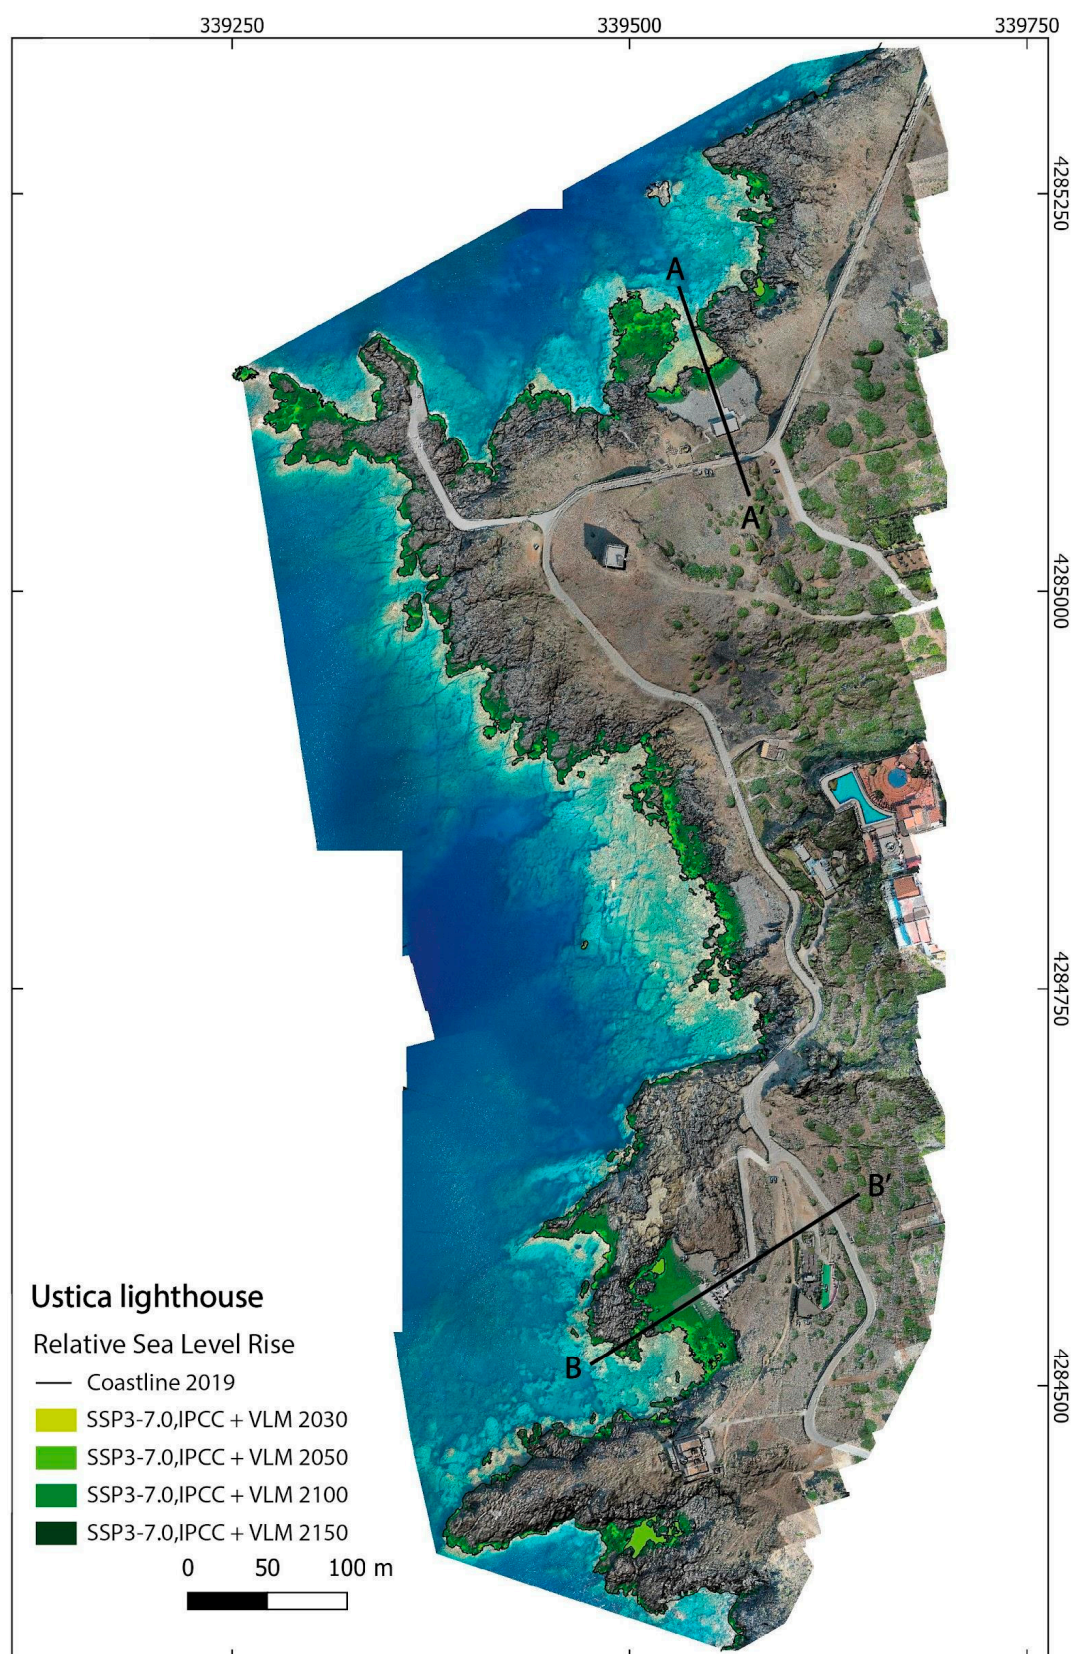 339250
339500
339750
4285250
A
A'
4285000
4284750
B'
B
4284500
Ustica lighthouse
Relative Sea Level Rise
Coastline 2019
SSP3-7.0,IPCC + VLM 2030
SSP3-7.0,IPCC + VLM 2050
SSP3-7.0,IPCC + VLM 2100
SSP3-7.0,IPCC + VLM 2150
0 50 100 m